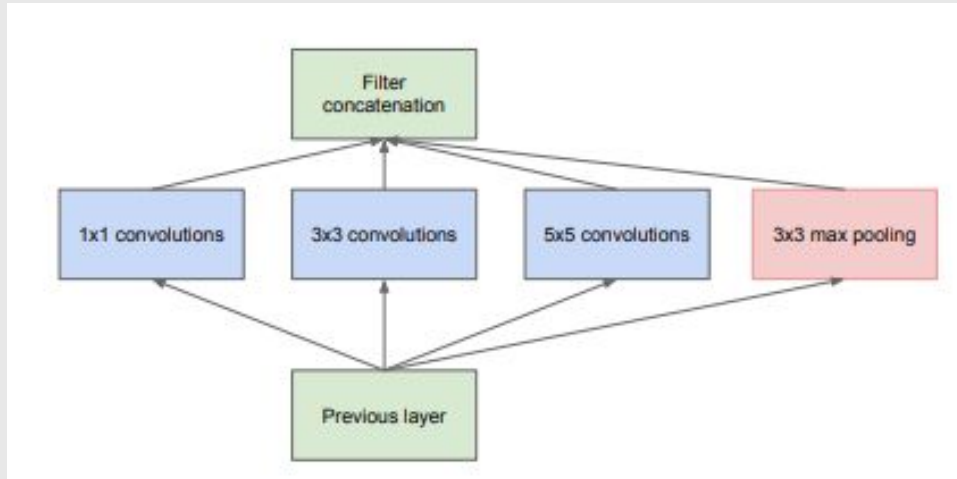 Filter
concatenation
1x1 convolutions
3x3 convolutions
5x5 convolutions
3x3 max pooling
Previous layer